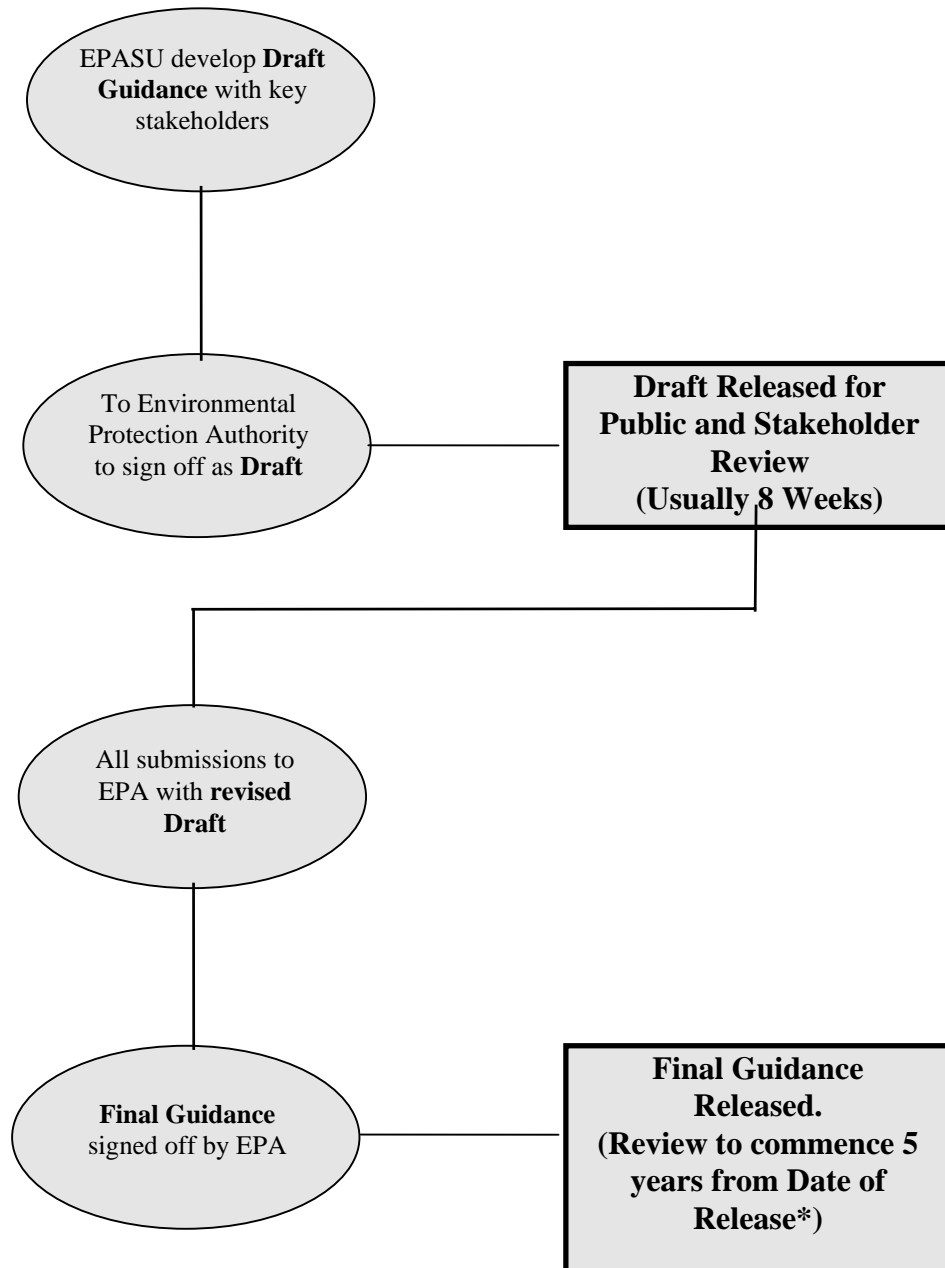 EPASU develop Draft
Guidance with key
stakeholders
To Environmental
Protection Authority
to sign off as Draft
Draft Released for
Public and Stakeholder
Review
(Usually 8 Weeks)
All submissions to
EPA with revised
Draft
Final Guidance
signed off by EPA
Final Guidance
Released.
(Review to commence 5
years from Date of
Release*)